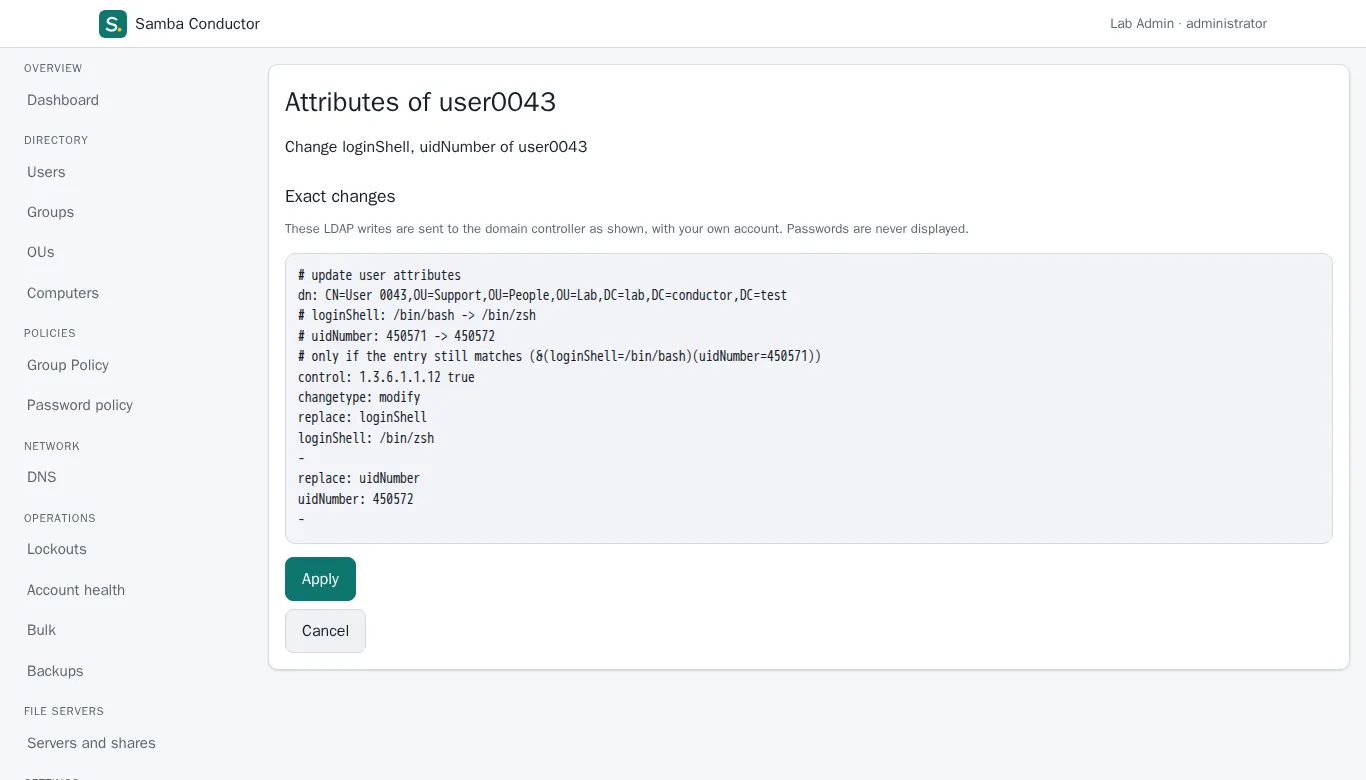 S.
Samba Conductor
Lab Admin · administrator
OVERVIEW
Dashboard
DIRECTORY
Users
Groups
OUs
Computers
POLICIES
Group Policy
Password policy
NETWORK
DNS
OPERATIONS
Lockouts
Account health
Bulk
Backups
FILE SERVERS
Servers and shares
Attributes of user0043
Change loginShell, uidNumber of user0043
Exact changes
These LDAP writes are sent to the domain controller as shown, with your own account. Passwords are never displayed.
# update user attributes
dn: CN=User 0043,OU=Support,OU=People,OU=Lab,DC=lab,DC=conductor,DC=test
# loginShell: /bin/bash -> /bin/zsh
# uidNumber: 450571 -> 450572
# only if the entry still matches (&(loginShell=/bin/bash)(uidNumber=450571))
control: 1.3.6.1.1.12 true
changetype: modify
replace: loginShell
loginShell: /bin/zsh
-
replace: uidNumber
uidNumber: 450572
-
Apply
Cancel